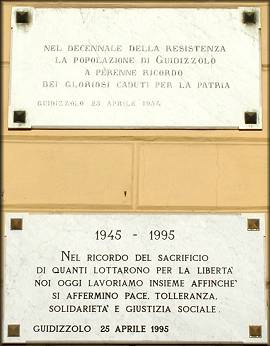 NEL DECENNALE DELLA RESISTENZA
LA POPOLAZIONE DI GUIDIZZOLO
A PERENNE RICORDO
DEI GLORIOSI CADUTI PER LA PATRIA
GUIDIZZOLO 25 APRILE 1954
1945 - 1995
NEL RICORDO DEL SACRIFICIO
DI QUANTI LOTTARONO PER LA LIBERTA'
NOI OGGI LAVORIAMO INSIEME AFFINCHE'
SI AFFERMINO PACE, TOLLERANZA,
SOLIDARIETA' E GIUSTIZIA SOCIALE.
GUIDIZZOLO 25 APRILE 1995